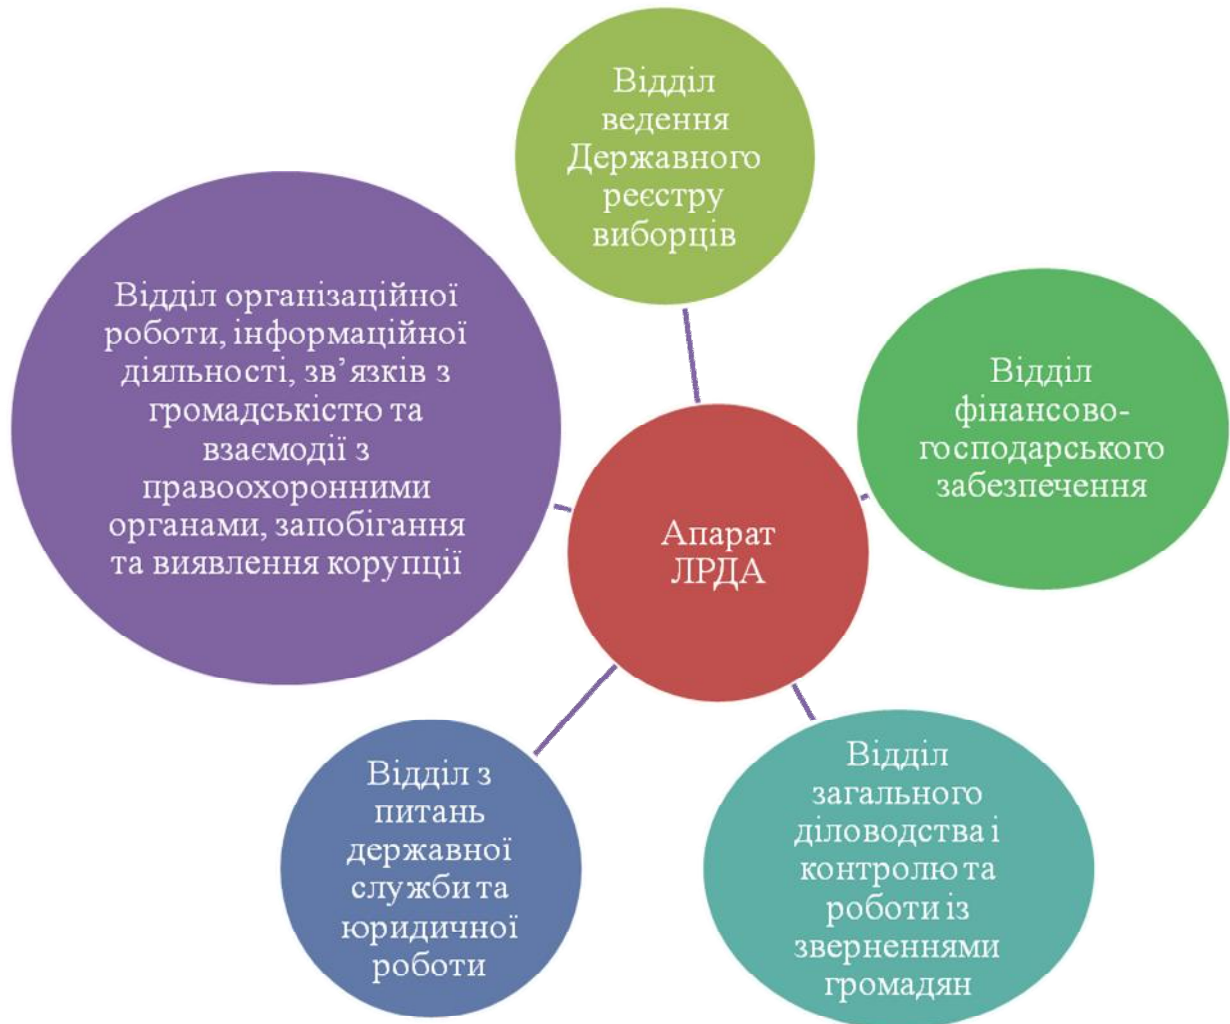 Відділ
ведення
Державного
реєстру
виборців
Відділ організаційної
роботи, інформаційної
діяльності, зв’язків з
громадськістю та
взаємодії з
правоохоронними
органами, запобігання
та виявлення корупції
Відділ
фінансово-
господарського
забезпечення
Апарат
ЛРДА
Відділ з
питань
державної
служби та
юридичної
роботи
Відділ
загального
діловодства і
контролю та
роботи із
зверненнями
громадян